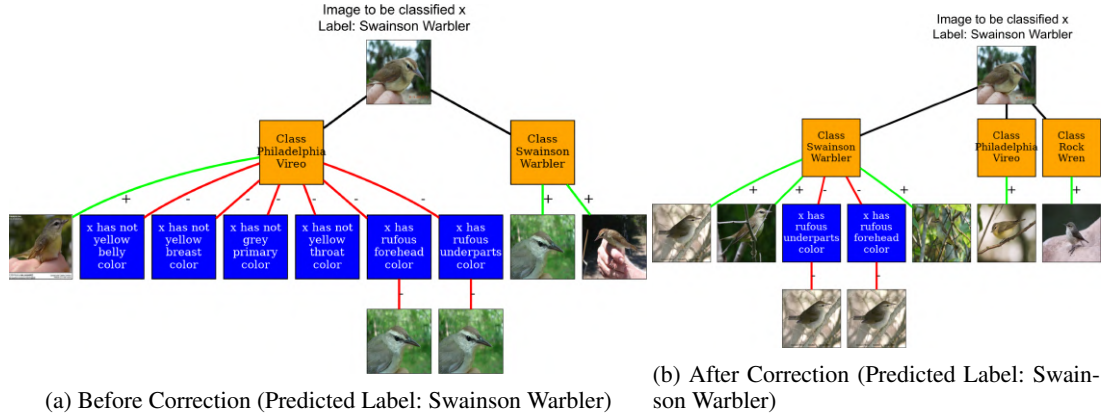 Image to be classified x
Label: Swainson Warbler
Class
Philadelphia
Vireo
Class
Swainson
Warbler
+
-
-
-
-
-
-
+
+
x has not
yellow
belly
color
x has not
yellow
breast
color
x has not
grey
primary
color
x has not
yellow
throat
color
x has
rufous
forehead
color
x has
rufous
underparts
color
-
-
(a) Before Correction (Predicted Label: Swainson Warbler)
Image to be classified x
Label: Swainson Warbler
Class
Swainson
Warbler
Class
Philadelphia
Vireo
Class
Rock
Wren
+
+
-
-
+
+
+
x has
rufous
underparts
color
x has
rufous
forehead
color
-
-
(b) After Correction (Predicted Label: Swain-
son Warbler)